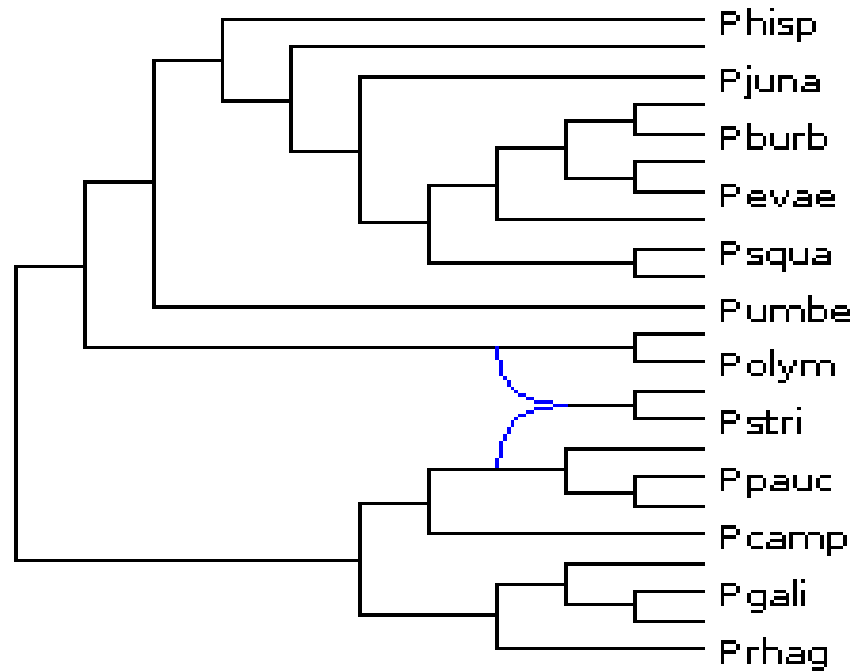 Phisp
Pjuna
Pburb
Pevae
Psqua
Pumbe
Polym
Pstri
Ppauc
Pcamp
Pgali
Prhag